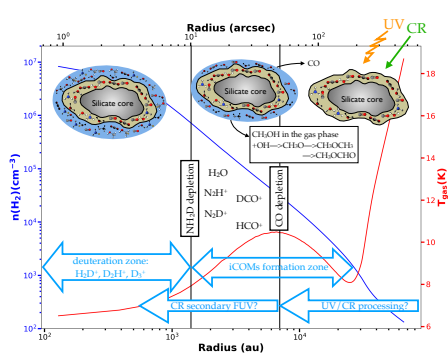 Radius (arcsec)
10⁰
10¹
10²
UV
CR
CO
10⁷
10⁶
10⁵
10⁴
10³
10²
n(H₂)(cm⁻³)
Silicate core
Silicate core
Silicate core
CH₃OH in the gas phase
+OH—>CH₃O—>CH₃OCH₃
—>CH₃OCHO
NH₃D depletion
H₂O
N₂H⁺
N₂D⁺
DCO⁺
HCO⁺
CO depletion
deuteration zone:
H₂D⁺, D₂H⁺, D₃⁺
iCOMs formation zone
CR secondary FUV?
UV/CR processing?
18
16
14
12
10
8
6
T_gas(K)
10²
10³
10⁴
Radius (au)